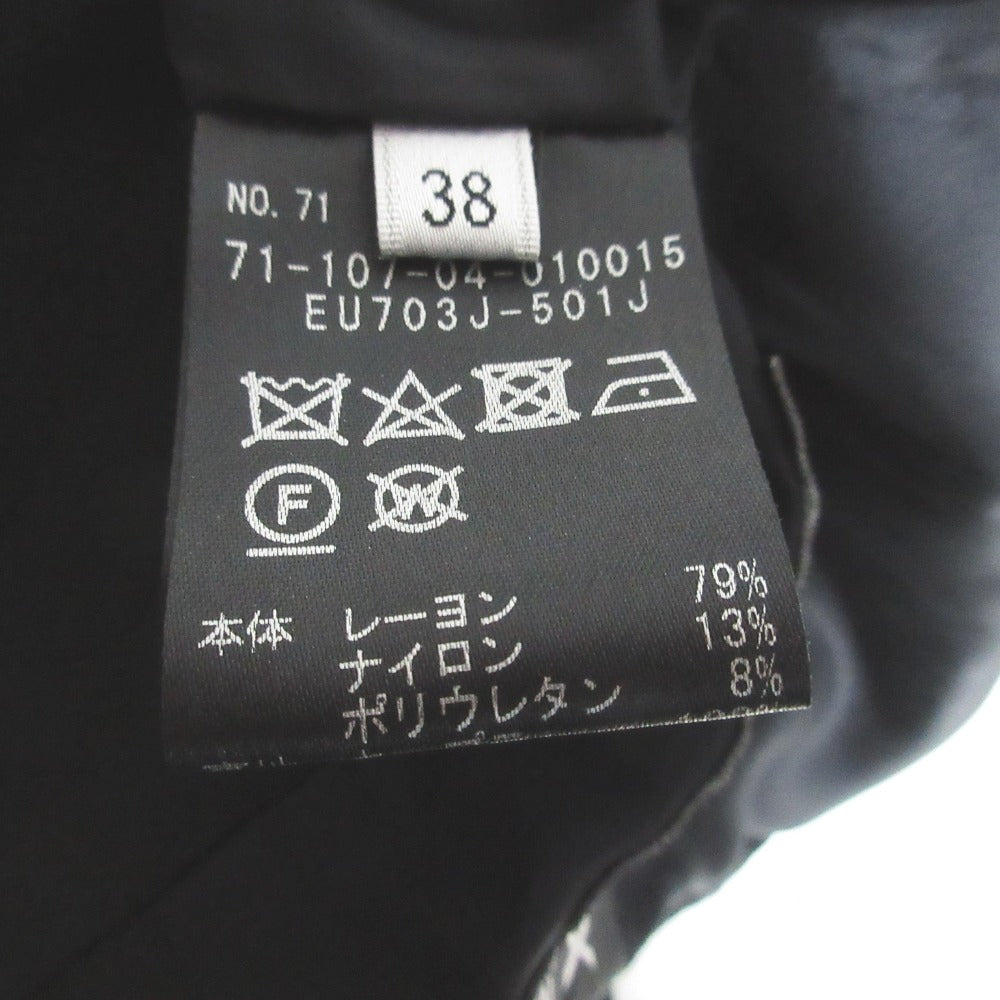 38
NO. 71
71-107-04-010015
EU703J-501J
F
W
本体 レーヨン 79%
ナイロン 13%
ポリウレタン 8%